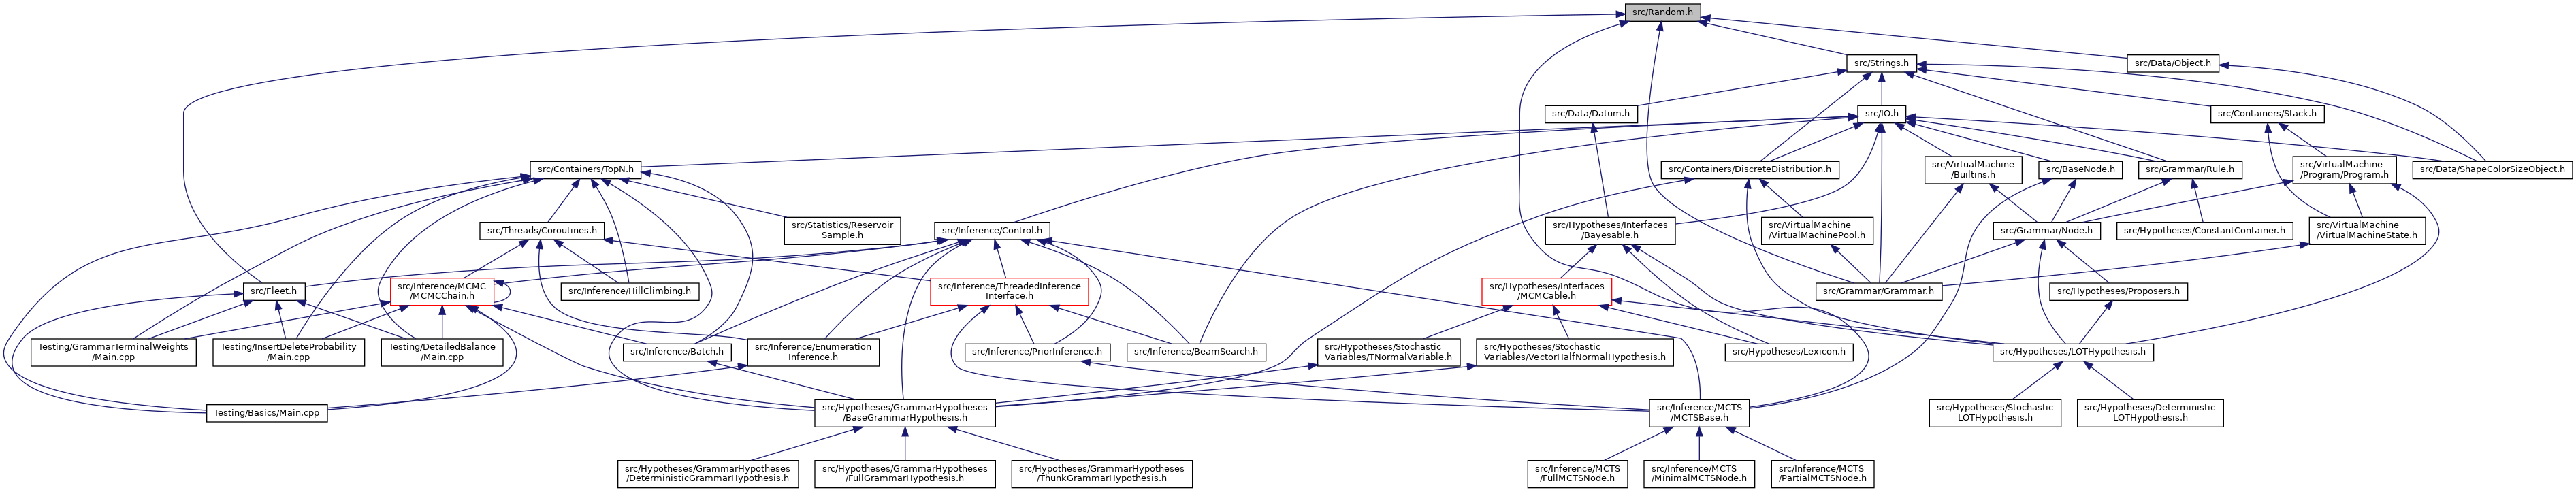 src/Random.h
src/Strings.h
src/Data/Object.h
src/Data/Datum.h
src/IO.h
src/Containers/Stack.h
src/Containers/TopN.h
src/Containers/DiscreteDistribution.h
src/VirtualMachine
/Builtins.h
src/BaseNode.h
src/Grammar/Rule.h
src/VirtualMachine
/Program/Program.h
src/Data/ShapeColorSizeObject.h
src/Threads/Coroutines.h
src/Statistics/Reservoir
Sample.h
src/Inference/Control.h
src/Hypotheses/Interfaces
/Bayesable.h
src/VirtualMachine
/VirtualMachinePool.h
src/Grammar/Node.h
src/Hypotheses/ConstantContainer.h
src/VirtualMachine
/VirtualMachineState.h
src/Fleet.h
src/Inference/MCMC
/MCMCChain.h
src/Inference/HillClimbing.h
src/Inference/ThreadedInference
Interface.h
src/Hypotheses/Interfaces
/MCMCable.h
src/Grammar/Grammar.h
src/Hypotheses/Proposers.h
Testing/GrammarTerminalWeights
/Main.cpp
Testing/InsertDeleteProbability
/Main.cpp
Testing/DetailedBalance
/Main.cpp
src/Inference/Batch.h
src/Inference/Enumeration
Inference.h
src/Inference/PriorInference.h
src/Inference/BeamSearch.h
src/Hypotheses/Stochastic
Variables/TNormalVariable.h
src/Hypotheses/Stochastic
Variables/VectorHalfNormalHypothesis.h
src/Hypotheses/Lexicon.h
src/Hypotheses/LOTHypothesis.h
Testing/Basics/Main.cpp
src/Hypotheses/GrammarHypotheses
/BaseGrammarHypothesis.h
src/Inference/MCTS
/MCTSBase.h
src/Hypotheses/Stochastic
LOTHypothesis.h
src/Hypotheses/Deterministic
LOTHypothesis.h
src/Hypotheses/GrammarHypotheses
/DeterministicGrammarHypothesis.h
src/Hypotheses/GrammarHypotheses
/FullGrammarHypothesis.h
src/Hypotheses/GrammarHypotheses
/ThunkGrammarHypothesis.h
src/Inference/MCTS
/FullMCTSNode.h
src/Inference/MCTS
/MinimalMCTSNode.h
src/Inference/MCTS
/PartialMCTSNode.h